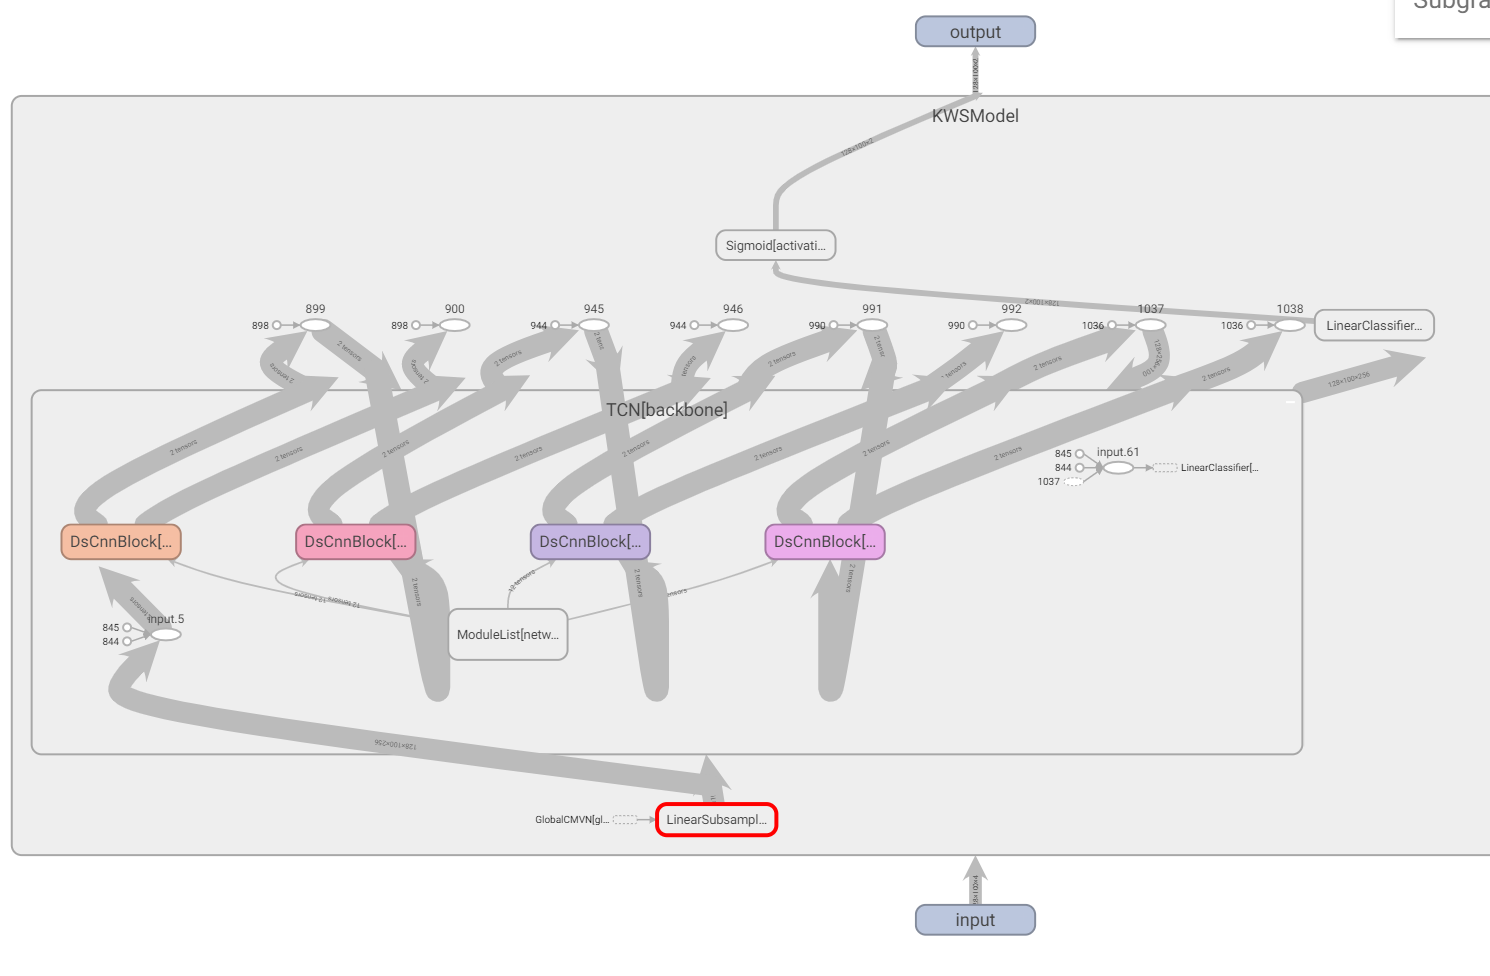 Subgra
output
128×100×2
KWSModel
128×100×2
Sigmoid[activati...
128×100×2
899
900
945
946
991
992
1037
1038
898
898
944
944
990
990
1036
1036
LinearClassifier...
2 tensors
2 tensors
2 tensors
2 tensors
2 tensors
2 tensors
128×256×100
2 tensors
128×100×256
TCN[backbone]
2 tensors
2 tensors
2 tensors
2 tensors
2 tensors
2 tensors
2 tensors
2 tensors
845
input.61
844
LinearClassifier[...
1037
DsCnnBlock[...
DsCnnBlock[...
DsCnnBlock[...
DsCnnBlock[...
2 tensors
2 tensors
2 tensors
12 tensors
12 tensors
12 tensors
input.5
845
844
ModuleList[netw...
128×100×256
GlobalCMVN[gl...
LinearSubsampl...
input